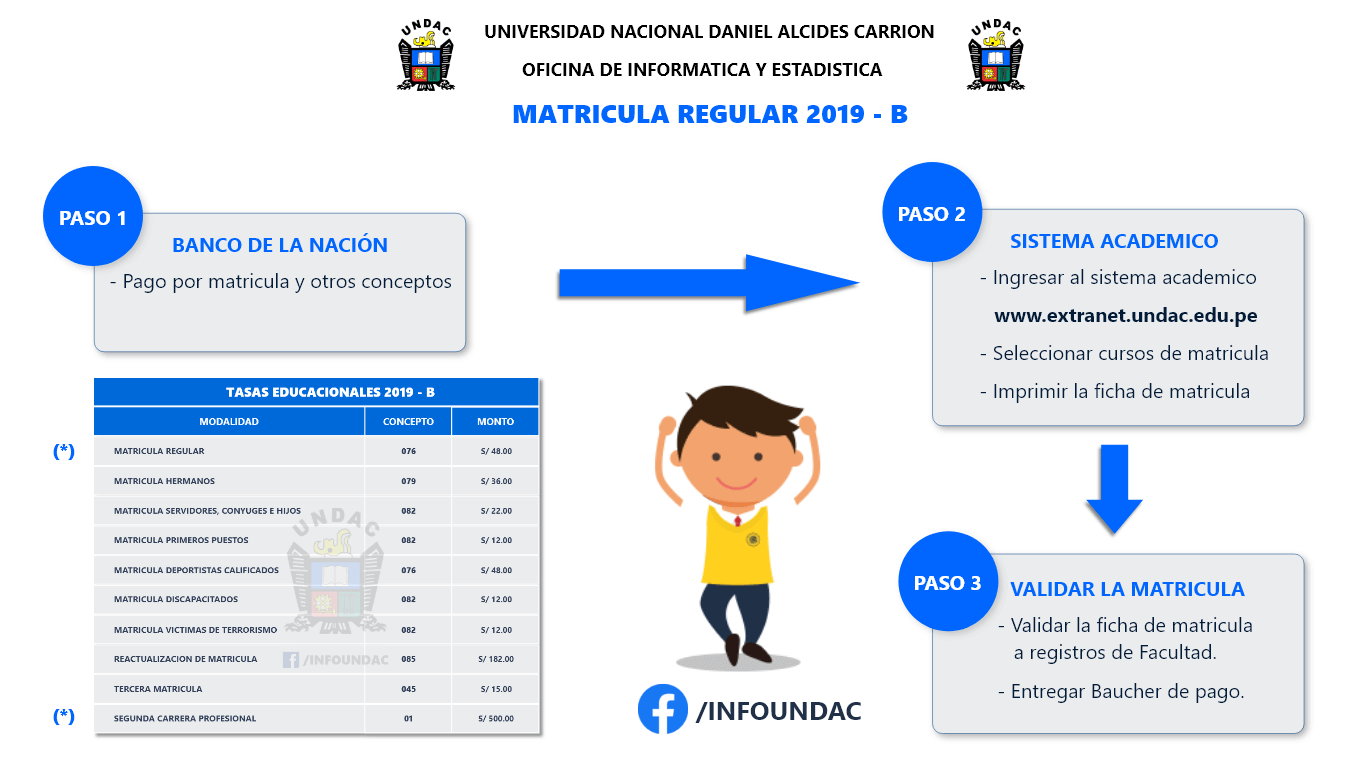 UNDAC
UNIVERSIDAD NACIONAL DANIEL ALCIDES CARRION
UNDAC
OFICINA DE INFORMATICA Y ESTADISTICA
MATRICULA REGULAR 2019 - B
PASO 1
BANCO DE LA NACIÓN
- Pago por matricula y otros conceptos
PASO 2
SISTEMA ACADEMICO
- Ingresar al sistema academico
www.extranet.undac.edu.pe
- Seleccionar cursos de matricula
- Imprimir la ficha de matricula
TASAS EDUCACIONALES 2019 - B
MODALIDAD CONCEPTO MONTO
(*) MATRICULA REGULAR 076 S/ 48.00
MATRICULA HERMANOS 079 S/ 36.00
MATRICULA SERVIDORES, CONYUGES E HIJOS 082 S/ 22.00
MATRICULA PRIMEROS PUESTOS 082 S/ 12.00
MATRICULA DEPORTISTAS CALIFICADOS 076 S/ 48.00
MATRICULA DISCAPACITADOS 082 S/ 12.00
MATRICULA VICTIMAS DE TERRORISMO 082 S/ 12.00
REACTUALIZACION DE MATRICULA 085 S/ 182.00
TERCERA MATRICULA 045 S/ 15.00
(*) SEGUNDA CARRERA PROFESIONAL 01 S/ 500.00
UNDAC
/INFOUNDAC
/INFOUNDAC
PASO 3
VALIDAR LA MATRICULA
- Validar la ficha de matricula
a registros de Facultad.
- Entregar Baucher de pago.